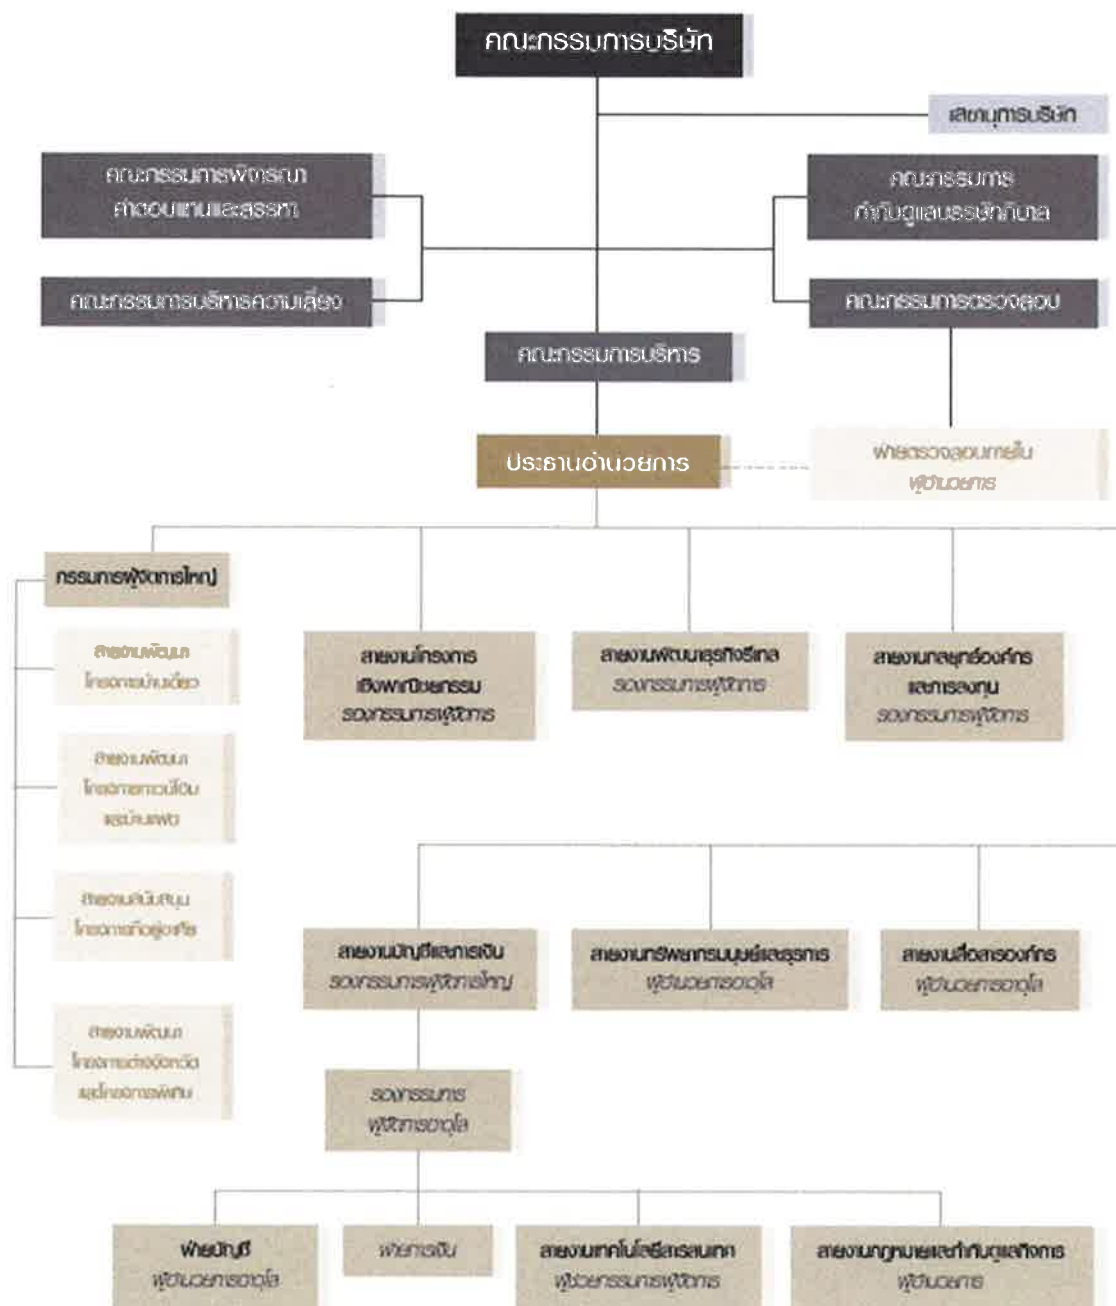 คณะกรรมการบริษัท
เลขานุการบริษัท
คณะกรรมการพิจารณา
ค่าตอบแทนและสรรหา
คณะกรรมการ
กำกับดูแลบรรษัทภิบาล
คณะกรรมการบริหารความเสี่ยง
คณะกรรมการตรวจสอบ
คณะกรรมการบริหาร
ประธานอำนวยการ
ฝ่ายตรวจสอบภายใน
ผู้อำนวยการ
กรรมการผู้จัดการใหญ่
สายงานพัฒนา
โครงการบ้านเดี่ยว
สายงานพัฒนา
โครงการทาวน์โฮม
และบ้านแฝด
สายงานสนับสนุน
โครงการที่อยู่อาศัย
สายงานพัฒนา
โครงการต่างจังหวัด
และโครงการพิเศษ
สายงานโครงการ
เชิงพาณิชยกรรม
รองกรรมการผู้จัดการ
สายงานพัฒนาธุรกิจรีเทล
รองกรรมการผู้จัดการ
สายงานกลยุทธ์องค์กร
และการลงทุน
รองกรรมการผู้จัดการ
สายงานบัญชีและการเงิน
รองกรรมการผู้จัดการใหญ่
สายงานทรัพยากรมนุษย์และธุรการ
ผู้อำนวยการอาวุโส
สายงานสื่อสารองค์กร
ผู้อำนวยการอาวุโส
รองกรรมการ
ผู้จัดการอาวุโส
ฝ่ายบัญชี
ผู้อำนวยการอาวุโส
ฝ่ายการเงิน
สายงานเทคโนโลยีสารสนเทศ
ผู้ช่วยกรรมการผู้จัดการ
สายงานกฎหมายและกำกับดูแลกิจการ
ผู้อำนวยการ